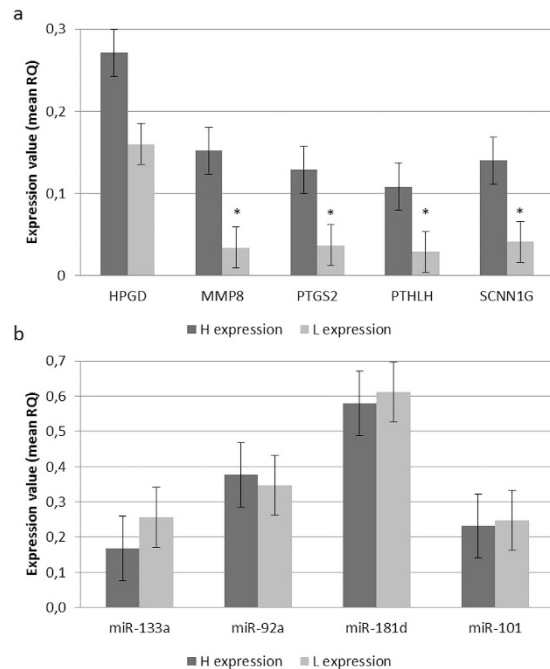 a
Expression value (mean RQ)
0,3
0,2
0,1
0
*
*
*
*
HPGD MMP8 PTGS2 PTHLH SCNN1G
H expression L expression
b
Expression value (mean RQ)
0,7
0,6
0,5
0,4
0,3
0,2
0,1
0,0
miR-133a miR-92a miR-181d miR-101
H expression L expression